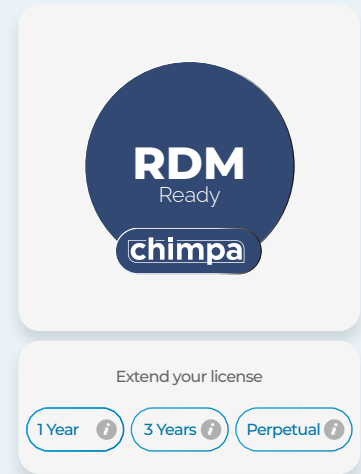 RDM
Ready
chimpa
Extend your license
1 Year i 3 Years i Perpetual i